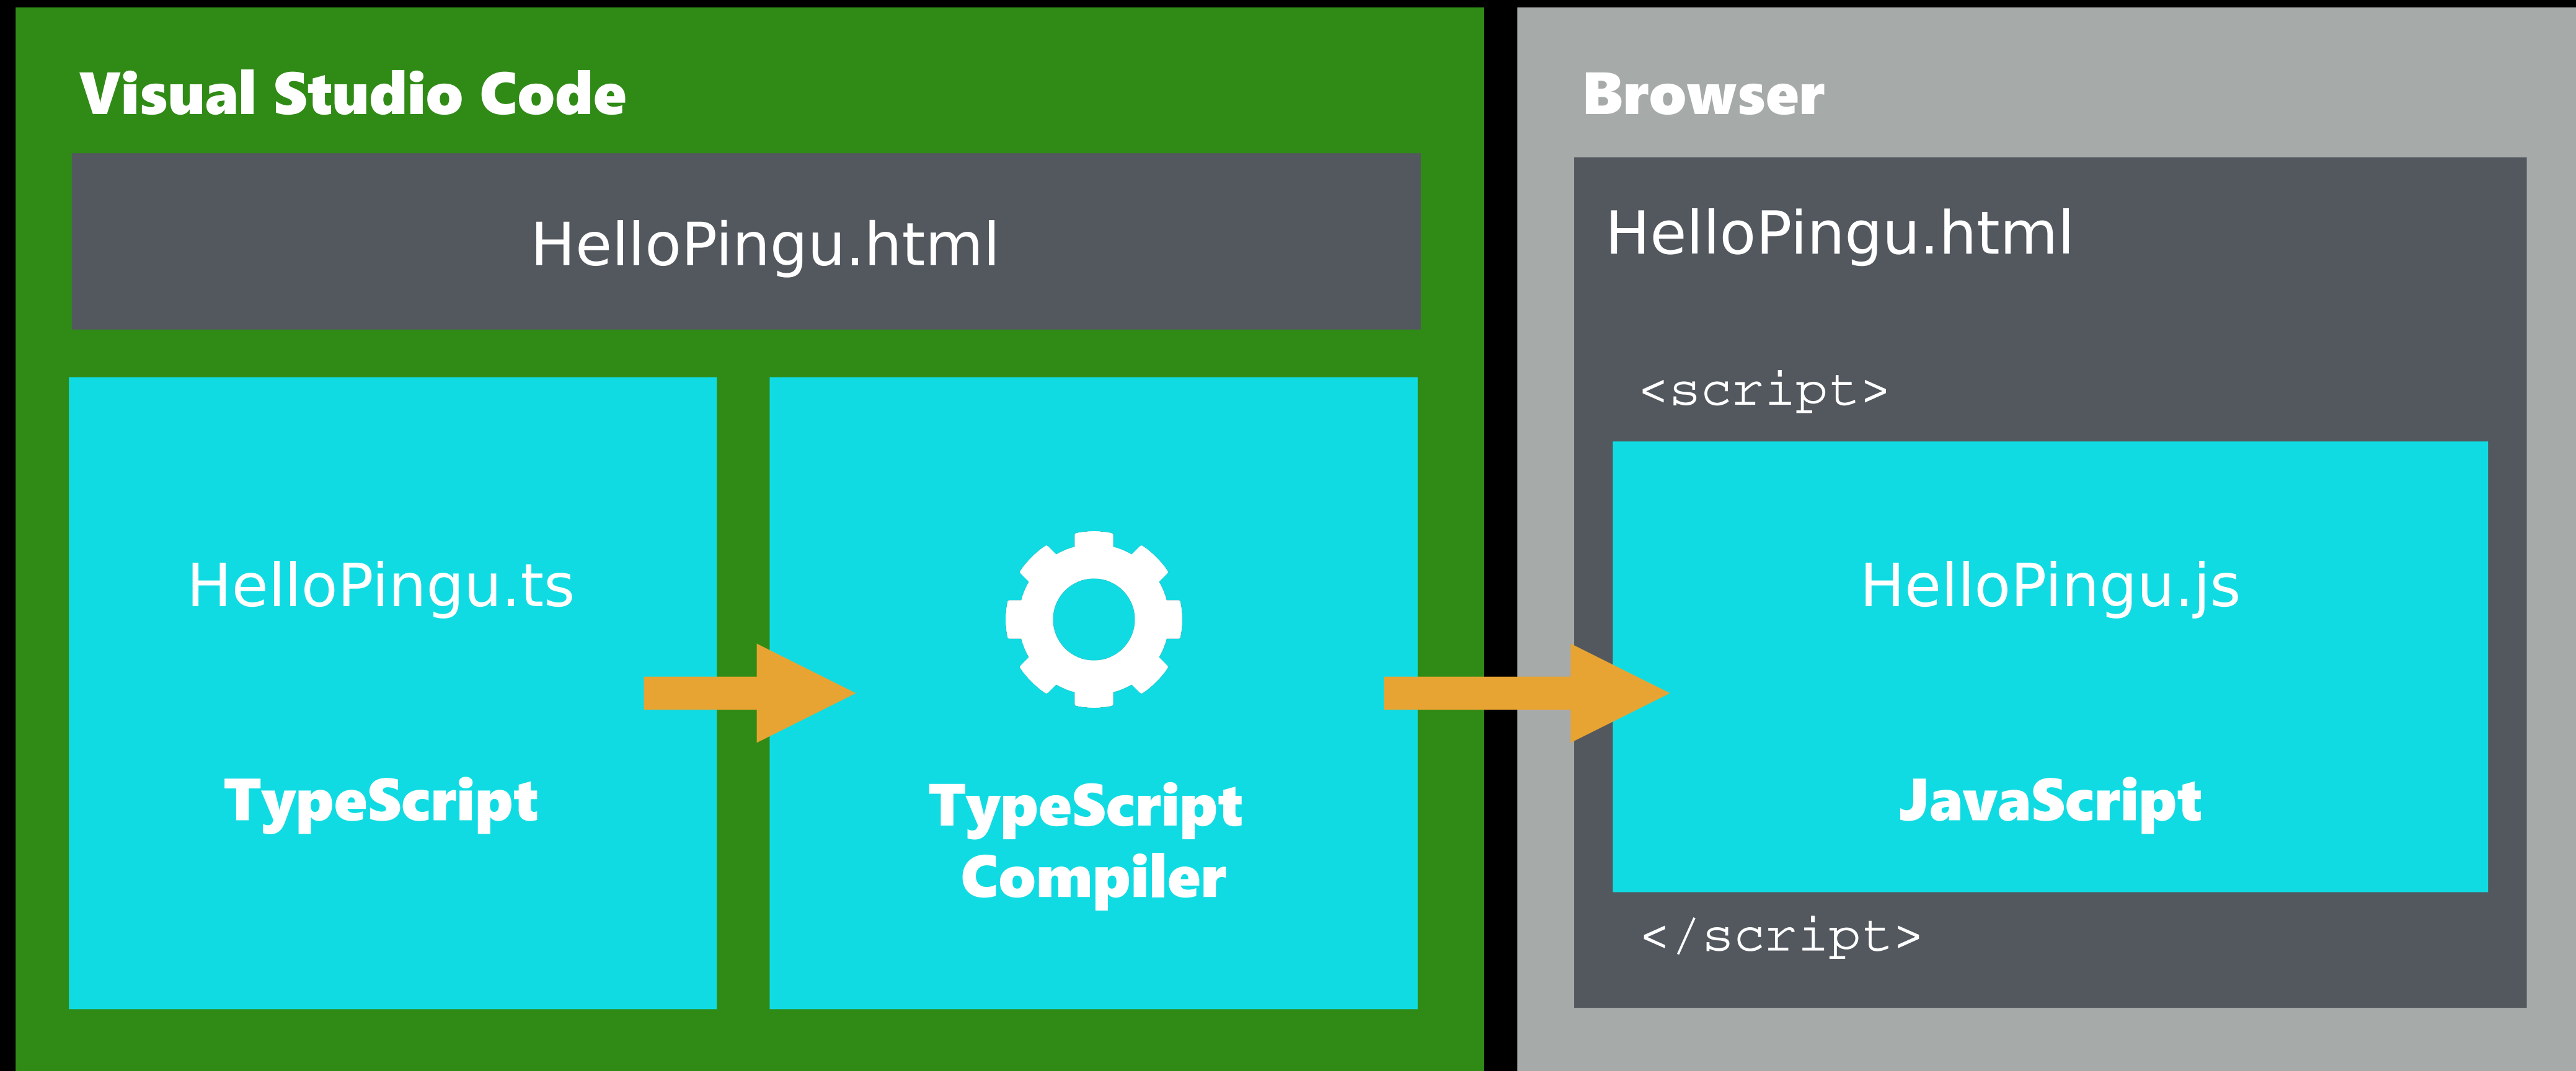 Visual Studio Code
HelloPingu.html
HelloPingu.ts
TypeScript
TypeScript
Compiler
Browser
HelloPingu.html
<script>
HelloPingu.js
JavaScript
</script>